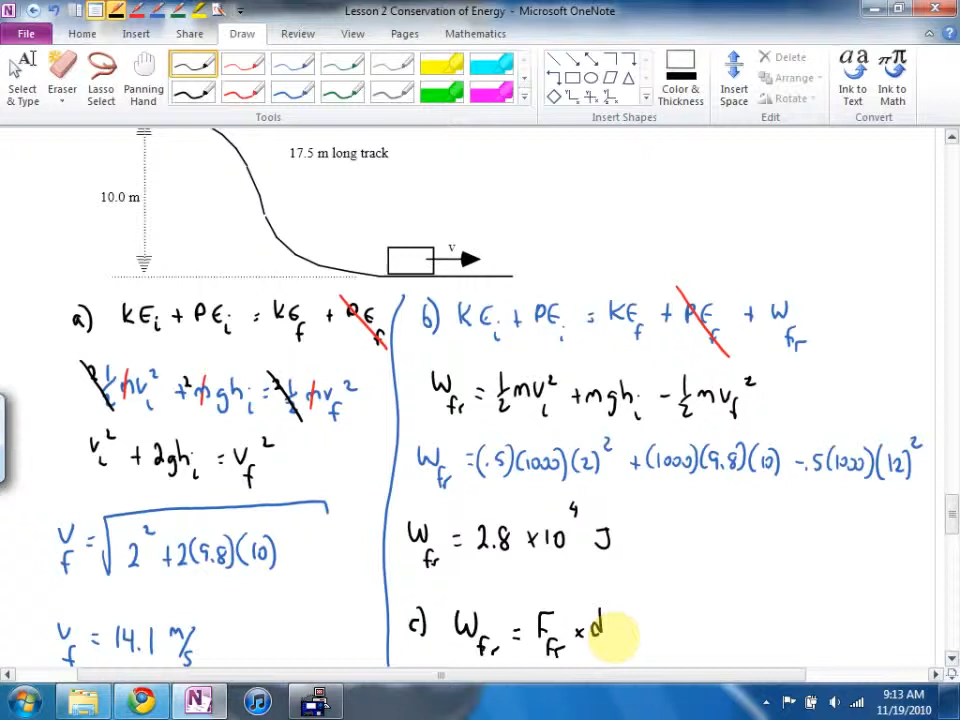 Lesson 2 Conservation of Energy - Microsoft OneNote
File Home Insert Share Draw Review View Pages Mathematics
Select & Type
Eraser
Lasso Select
Panning Hand
Color & Thickness
Insert Space
Delete
Arrange
Rotate
Ink to Text
Ink to Math
Tools Insert Shapes Edit Convert
17.5 m long track
10.0 m
v
a) KEi + PEi = KEf + PEf
½mvi² + mghi = ½mvf²
vi² + 2ghi = vf²
vf = √2² + 2(9.8)(10)
vf = 14.1 m/s
b) KEi + PEi = KEf + PEf + Wfr
Wfr = ½mvi² + mghi - ½mvf²
Wfr = (.5)(1000)(2)² + (1000)(9.8)(10) - .5(1000)(12)²
Wfr = 2.8 × 10⁴ J
c) Wfr = Ffr × d
9:13 AM
11/19/2010